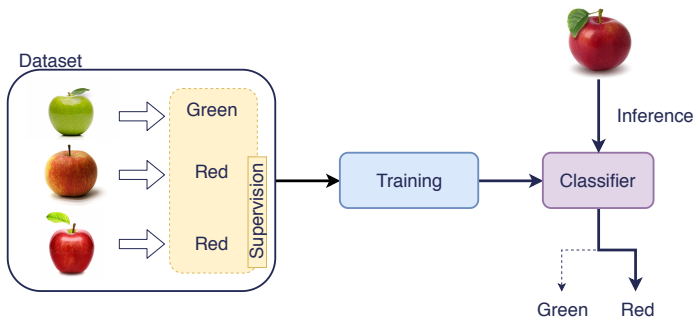 Dataset
Green
Red
Red
Supervision
Training
Inference
Classifier
Green
Red